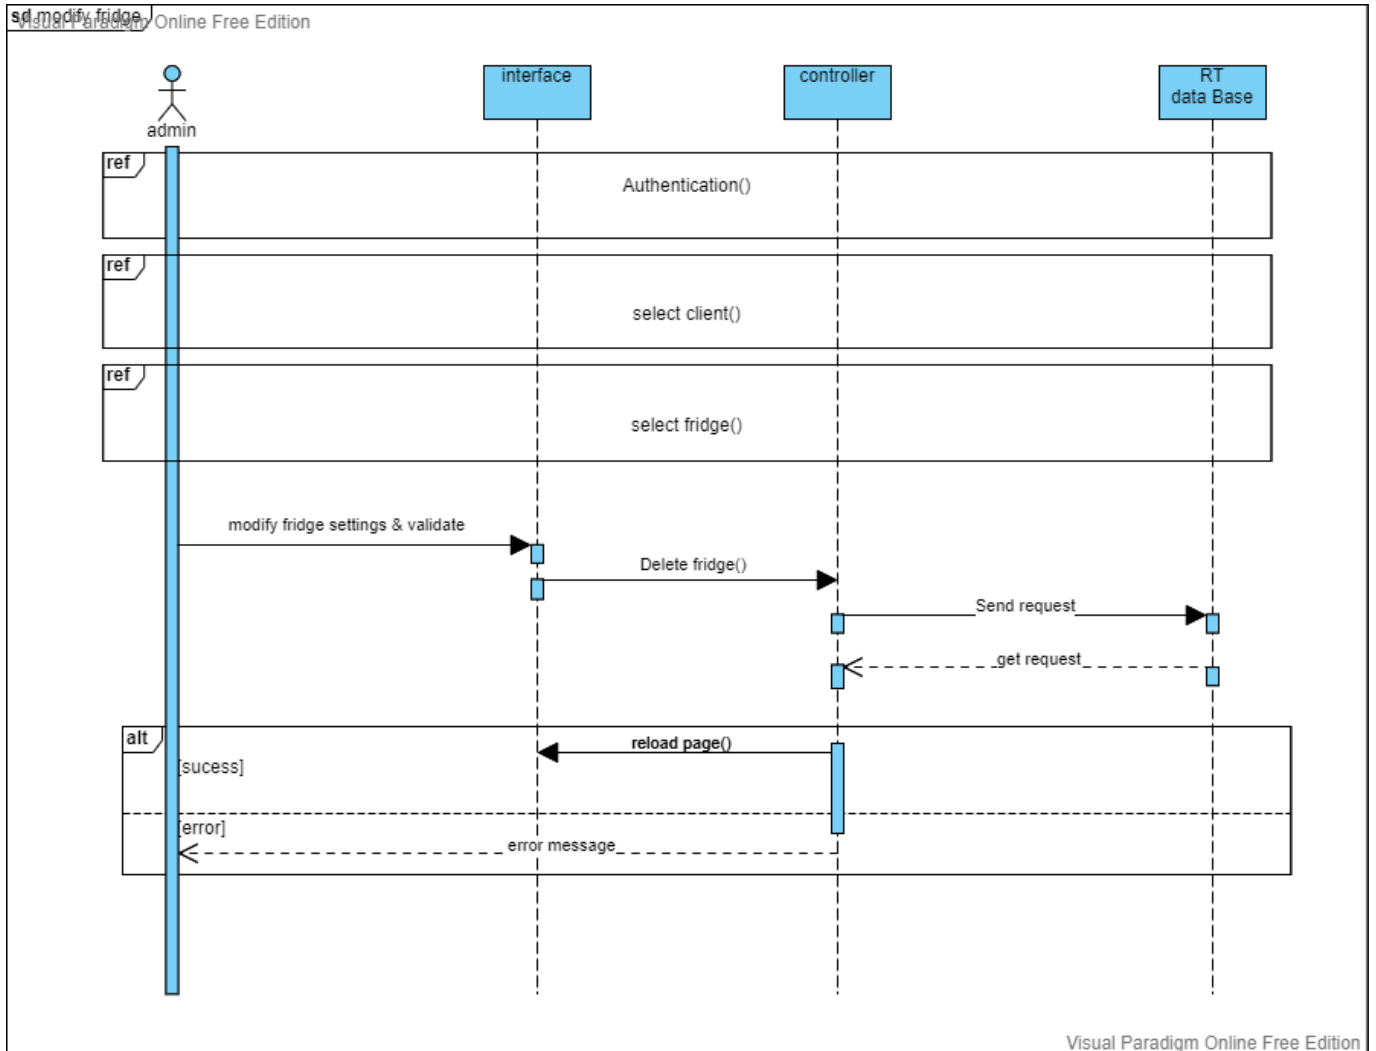 sd modify fridge
Visual Paradigm Online Free Edition
admin
interface
controller
RT
data Base
ref
Authentication()
ref
select client()
ref
select fridge()
modify fridge settings & validate
Delete fridge()
Send request
get request
alt
reload page()
[sucess]
[error]
error message
Visual Paradigm Online Free Edition